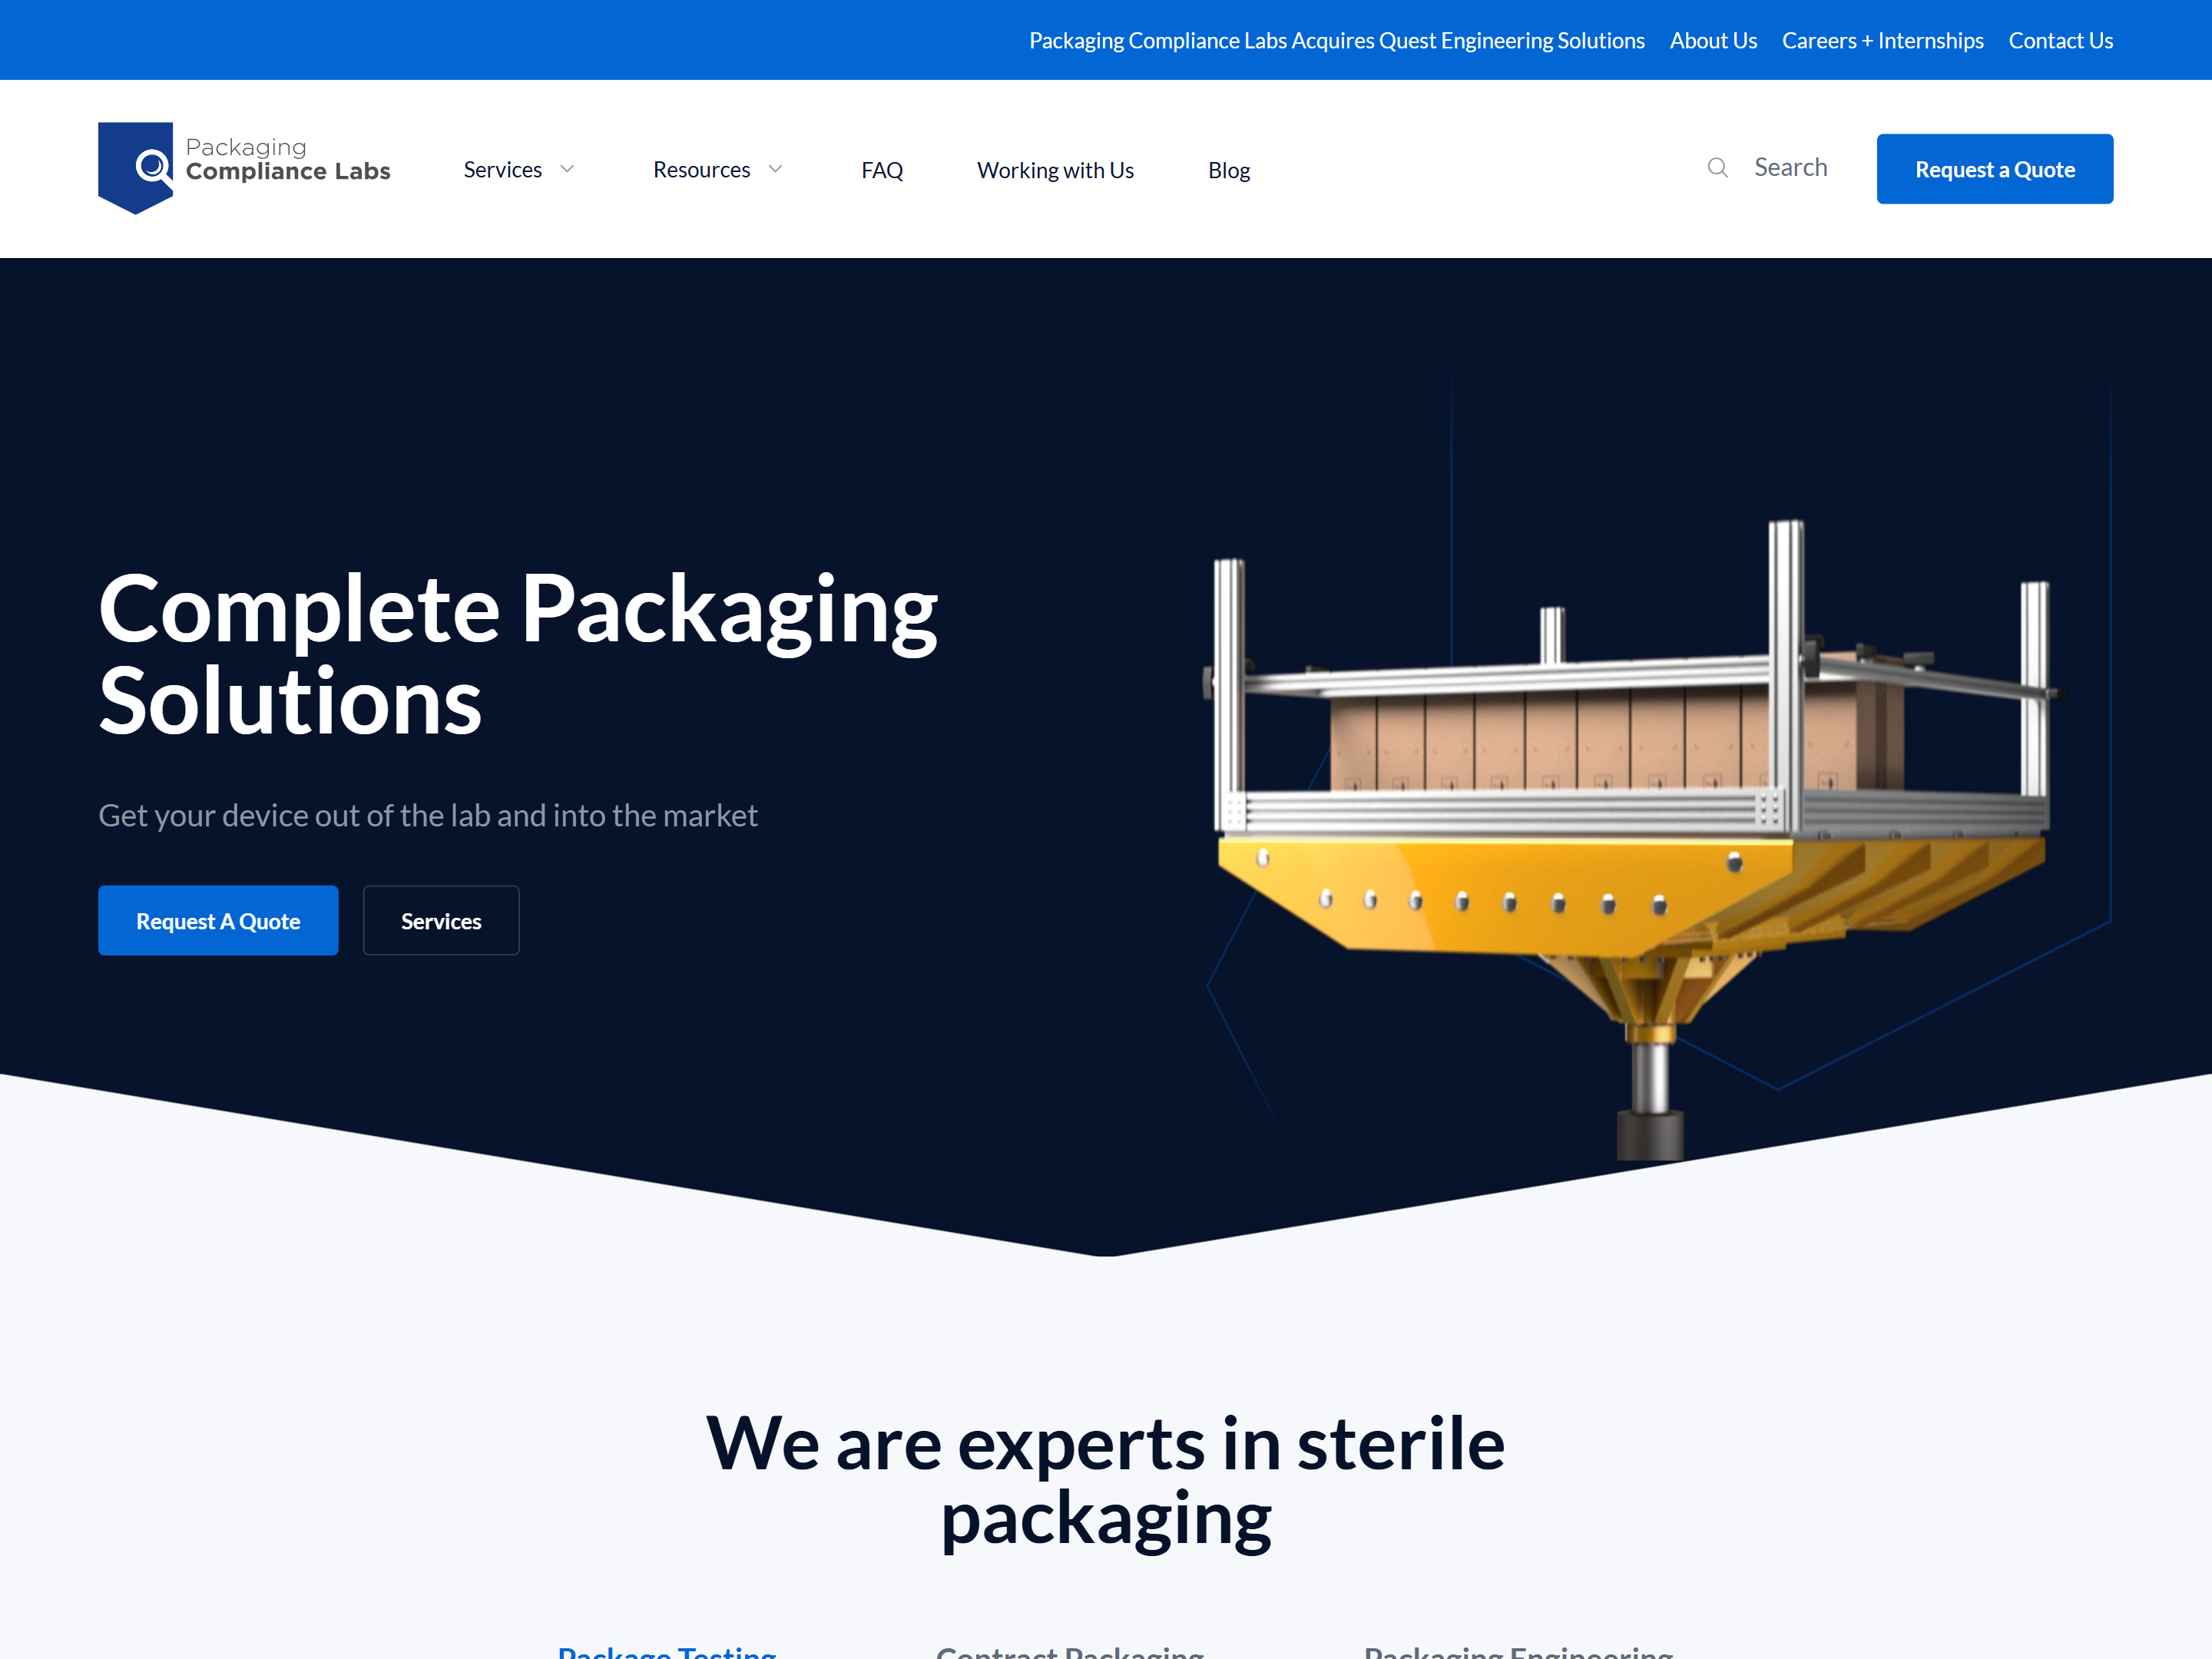 Packaging Compliance Labs Acquires Quest Engineering Solutions About Us Careers + Internships Contact Us
Packaging
Compliance Labs
Services Resources FAQ Working with Us Blog Search Request a Quote
Complete Packaging
Solutions
Get your device out of the lab and into the market
Request A Quote Services
We are experts in sterile
packaging
Package Testing Contract Packaging Packaging Engineering